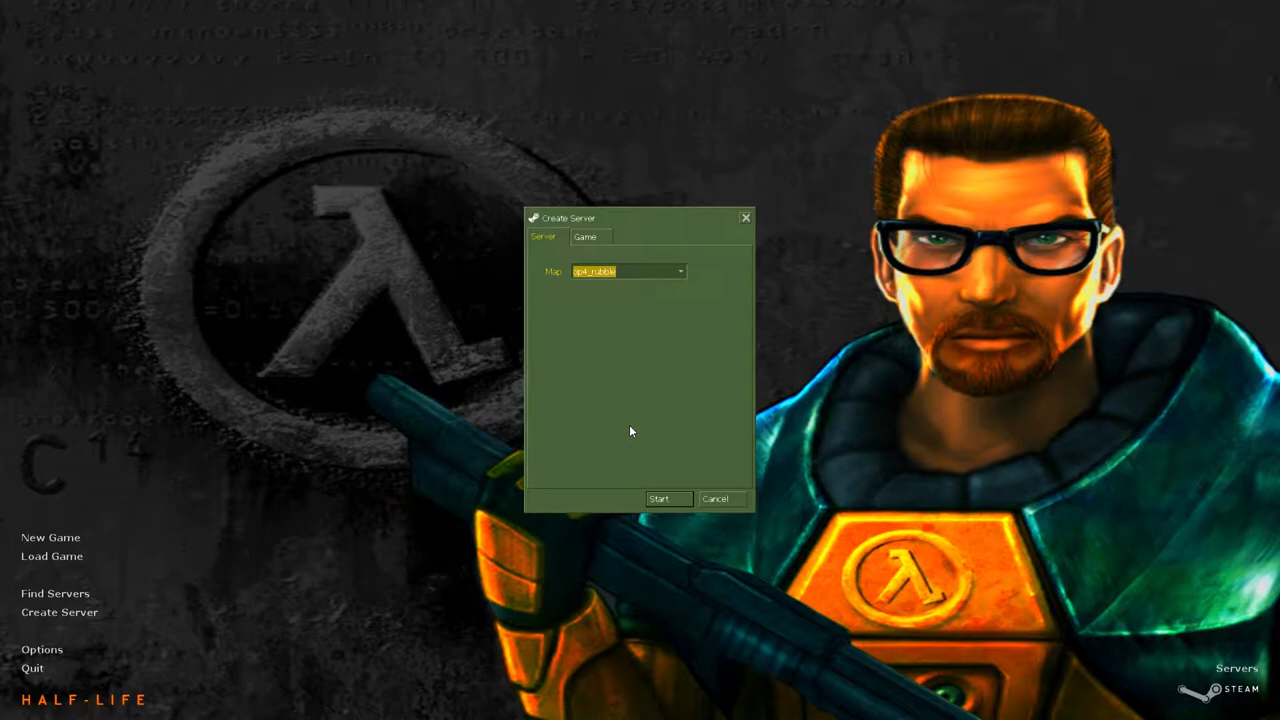 Create Server
Server
Game
Map
op4_rubble
Start
Cancel
New Game
Load Game
Find Servers
Create Server
Options
Quit
HALF-LIFE
Servers
STEAM